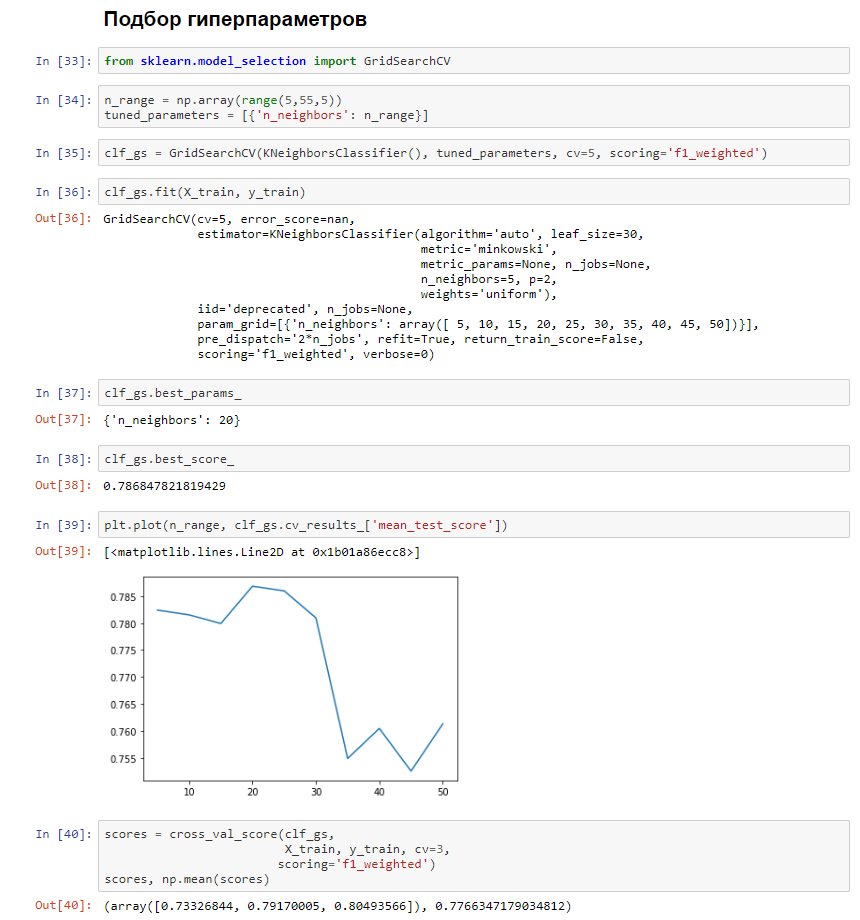 Подбор гиперпараметров
In [33]: from sklearn.model_selection import GridSearchCV
In [34]: n_range = np.array(range(5,55,5))
tuned_parameters = [{'n_neighbors': n_range}]
In [35]: clf_gs = GridSearchCV(KNeighborsClassifier(), tuned_parameters, cv=5, scoring='f1_weighted')
In [36]: clf_gs.fit(X_train, y_train)
Out[36]: GridSearchCV(cv=5, error_score=nan,
estimator=KNeighborsClassifier(algorithm='auto', leaf_size=30,
metric='minkowski',
metric_params=None, n_jobs=None,
n_neighbors=5, p=2,
weights='uniform'),
iid='deprecated', n_jobs=None,
param_grid=[{'n_neighbors': array([ 5, 10, 15, 20, 25, 30, 35, 40, 45, 50])}],
pre_dispatch='2*n_jobs', refit=True, return_train_score=False,
scoring='f1_weighted', verbose=0)
In [37]: clf_gs.best_params_
Out[37]: {'n_neighbors': 20}
In [38]: clf_gs.best_score_
Out[38]: 0.786847821819429
In [39]: plt.plot(n_range, clf_gs.cv_results_['mean_test_score'])
Out[39]: [<matplotlib.lines.Line2D at 0x1b01a86ecc8>]
0.785
0.780
0.775
0.770
0.765
0.760
0.755
10 20 30 40 50
In [40]: scores = cross_val_score(clf_gs,
X_train, y_train, cv=3,
scoring='f1_weighted')
scores, np.mean(scores)
Out[40]: (array([0.73326844, 0.79170005, 0.80493566]), 0.7766347179034812)